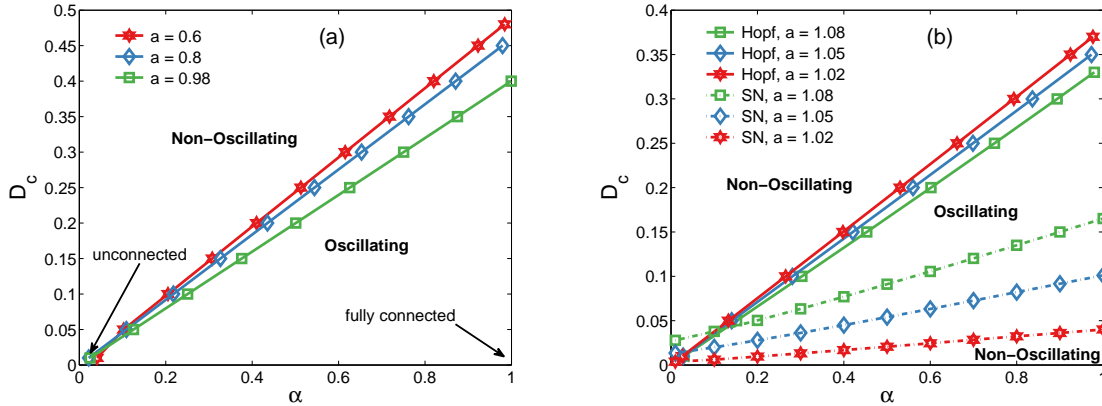 (a)
a = 0.6
a = 0.8
a = 0.98
Non-Oscillating
Oscillating
unconnected
fully connected
0.5
0.45
0.4
0.35
0.3
0.25
0.2
0.15
0.1
0.05
0
D_c
0 0.2 0.4 0.6 0.8 1
α
(b)
Hopf, a = 1.08
Hopf, a = 1.05
Hopf, a = 1.02
SN, a = 1.08
SN, a = 1.05
SN, a = 1.02
Non-Oscillating
Oscillating
Non-Oscillating
0.4
0.35
0.3
0.25
0.2
0.15
0.1
0.05
0
D_c
0 0.2 0.4 0.6 0.8 1
α